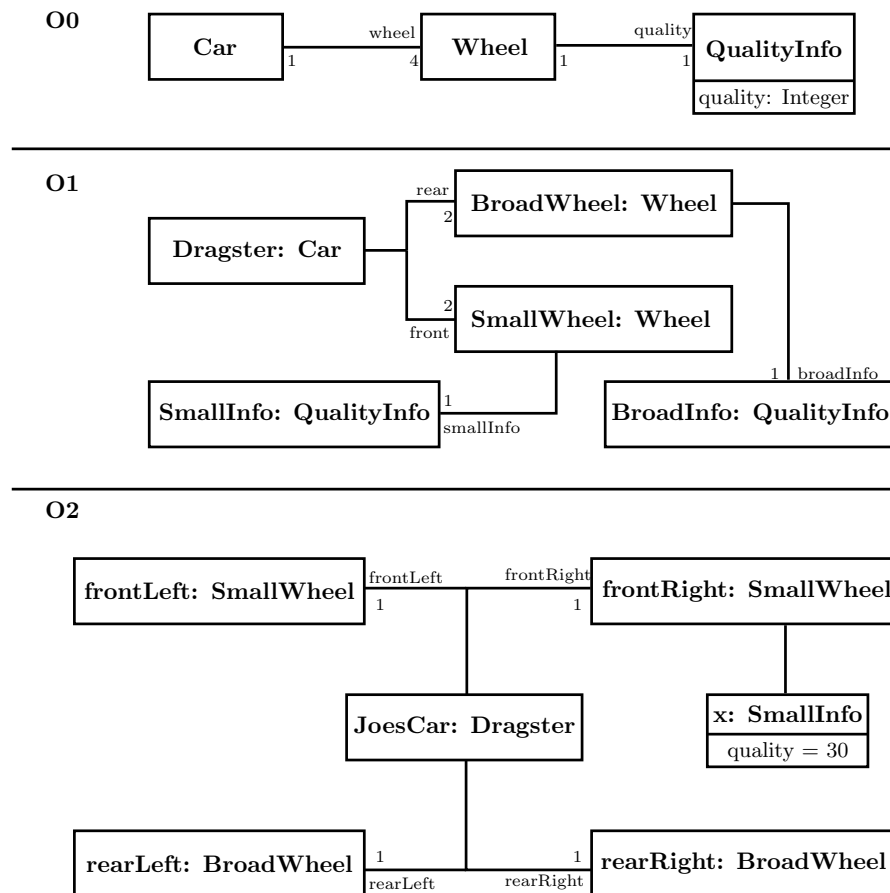 O0
Car
1
wheel
4
Wheel
1
quality
1
QualityInfo
quality: Integer
O1
Dragster: Car
rear
2
BroadWheel: Wheel
2
front
SmallWheel: Wheel
SmallInfo: QualityInfo
1
smallInfo
1
broadInfo
BroadInfo: QualityInfo
O2
frontLeft: SmallWheel
frontLeft
1
frontRight
1
frontRight: SmallWheel
JoesCar: Dragster
x: SmallInfo
quality = 30
rearLeft: BroadWheel
1
rearLeft
1
rearRight
rearRight: BroadWheel